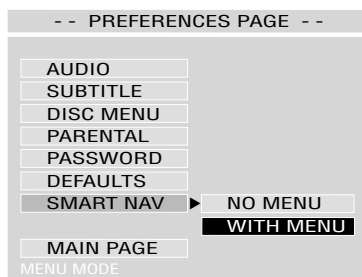 - - PREFERENCES PAGE - -
AUDIO
SUBTITLE
DISC MENU
PARENTAL
PASSWORD
DEFAULTS
SMART NAV NO MENU
WITH MENU
MAIN PAGE
MENU MODE